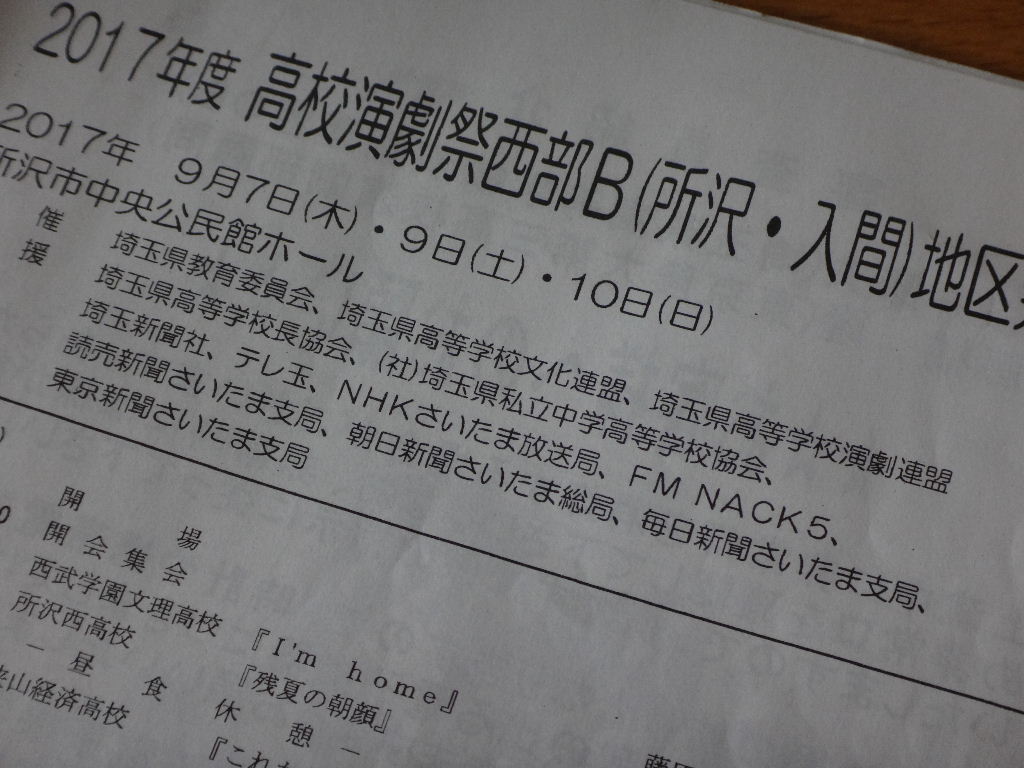 2017年度 高校演劇祭西部B(所沢・入間)地区
2017年 9月7日(木)・9日(土)・10日(日)
所沢市中央公民館ホール
催 埼玉県教育委員会、埼玉県高等学校文化連盟、埼玉県高等学校演劇連盟
援 埼玉県高等学校長協会、(社)埼玉県私立中学高等学校協会、
埼玉新聞社、テレ玉、NHKさいたま放送局、FM NACK5、
読売新聞さいたま支局、朝日新聞さいたま総局、毎日新聞さいたま支局、
東京新聞さいたま支局
開 場
開会集会
西武学園文理高校 『I'm home』
所沢西高校 『残夏の朝顔』
－ 昼 食 休 憩 －
山経済高校 『これ